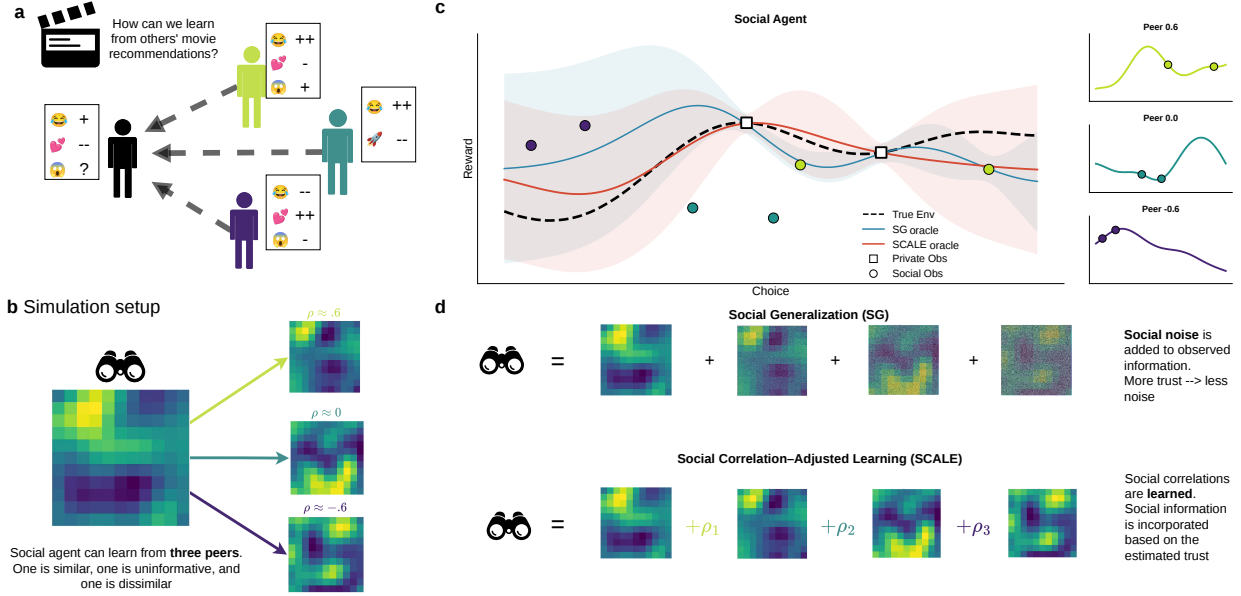 a
How can we learn
from others' movie
recommendations?
++
-
+
++
--
+
--
?
--
++
-
b Simulation setup
ρ ≈ .6
ρ ≈ 0
ρ ≈ −.6
Social agent can learn from three peers.
One is similar, one is uninformative, and
one is dissimilar
c
Social Agent
Reward
Choice
True Env
SG oracle
SCALE oracle
Private Obs
Social Obs
Peer 0.6
Peer 0.0
Peer -0.6
d
Social Generalization (SG)
=
+
+
+
Social noise is
added to observed
information.
More trust --> less
noise
Social Correlation–Adjusted Learning (SCALE)
=
+ρ1
+ρ2
+ρ3
Social correlations
are learned.
Social information
is incorporated
based on the
estimated trust